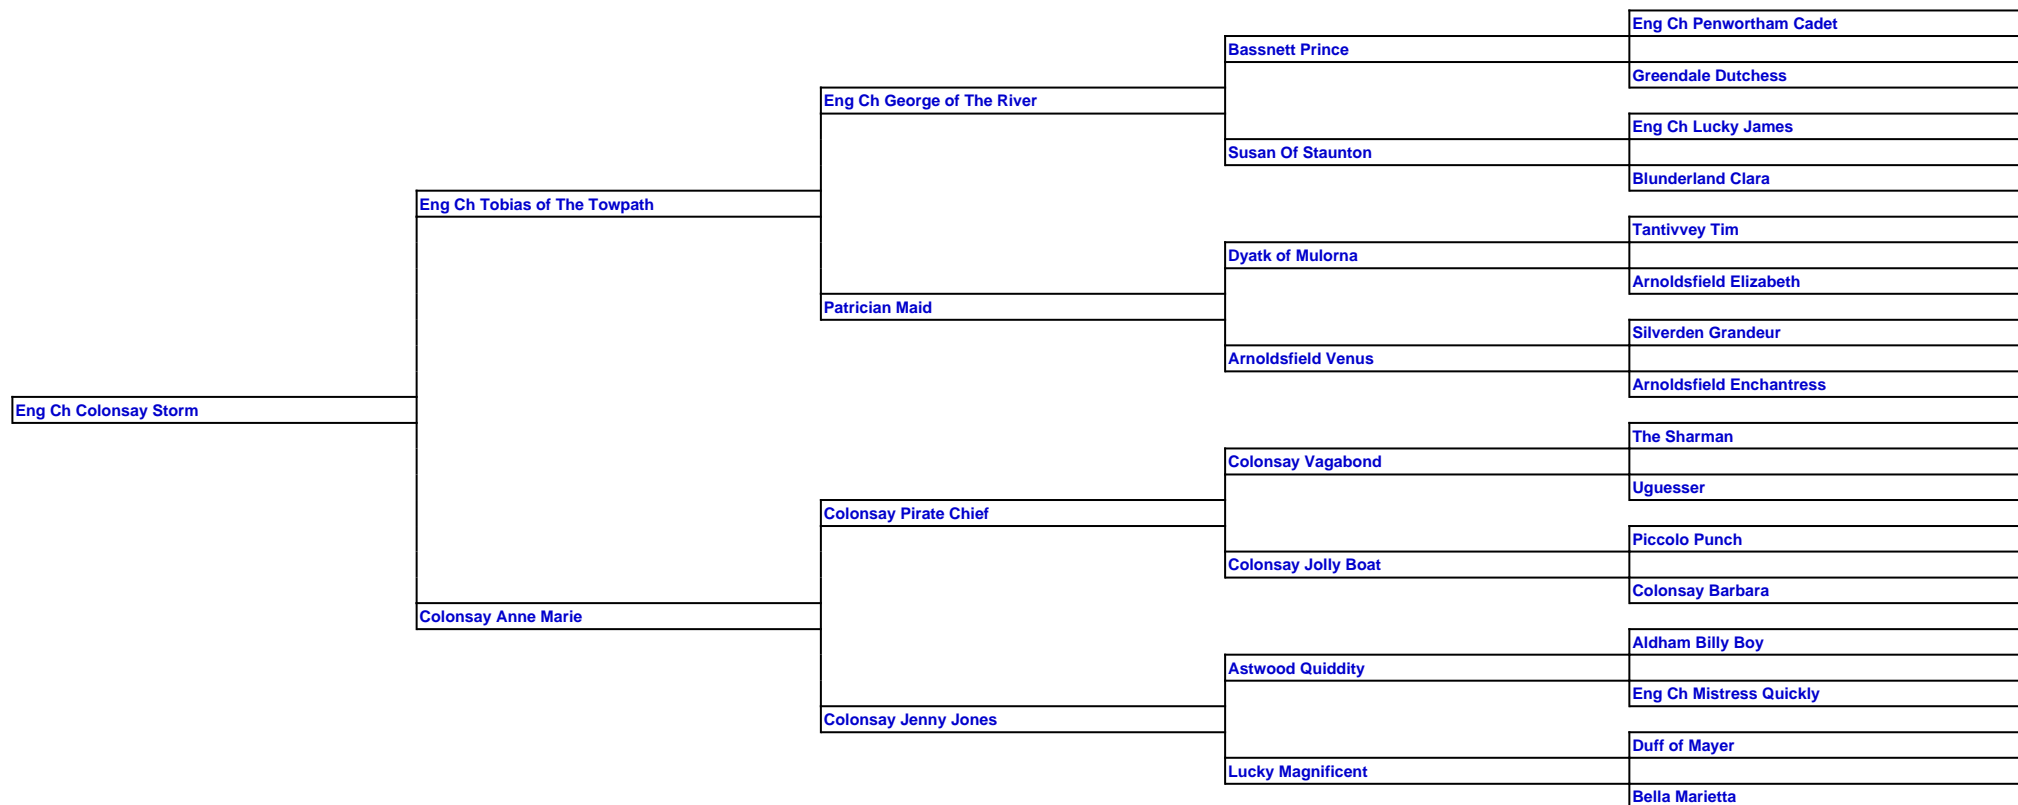 Eng Ch Penwortham Cadet
Bassnett Prince
Greendale Dutchess
Eng Ch George of The River
Eng Ch Lucky James
Susan Of Staunton
Blunderland Clara
Eng Ch Tobias of The Towpath
Tantivvey Tim
Dyatk of Mulorna
Arnoldsfield Elizabeth
Patrician Maid
Silverden Grandeur
Arnoldsfield Venus
Arnoldsfield Enchantress
Eng Ch Colonsay Storm
The Sharman
Colonsay Vagabond
Uguesser
Colonsay Pirate Chief
Piccolo Punch
Colonsay Jolly Boat
Colonsay Barbara
Colonsay Anne Marie
Aldham Billy Boy
Astwood Quiddity
Eng Ch Mistress Quickly
Colonsay Jenny Jones
Duff of Mayer
Lucky Magnificent
Bella Marietta